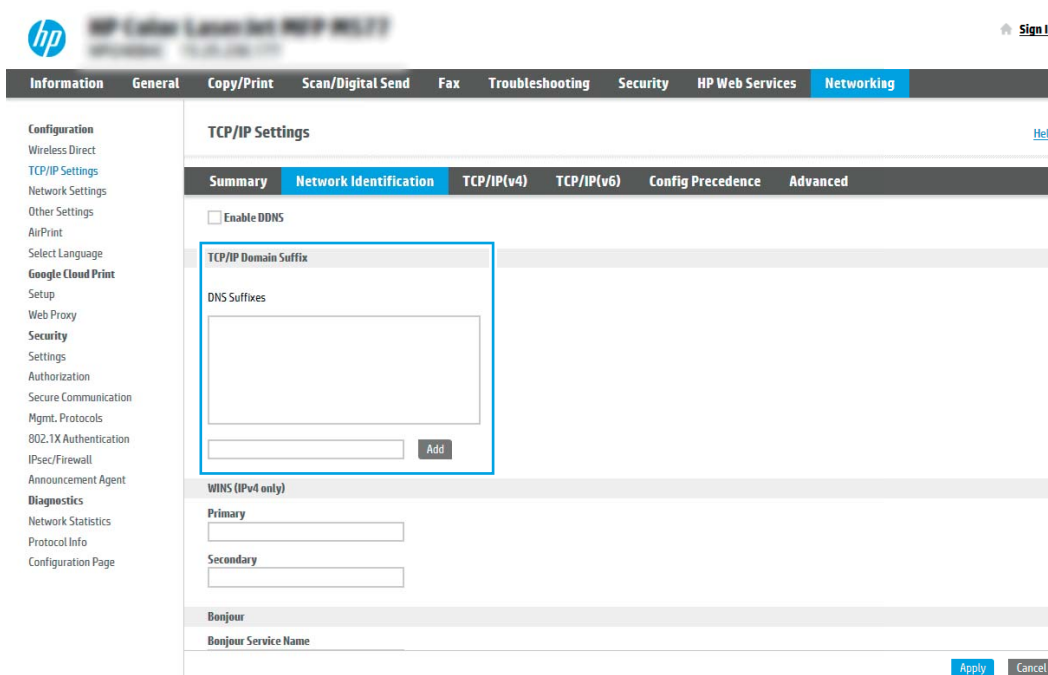 hp
Sign I
Information General Copy/Print Scan/Digital Send Fax Troubleshooting Security HP Web Services Networking
Configuration
Wireless Direct
TCP/IP Settings
Network Settings
Other Settings
AirPrint
Select Language
Google Cloud Print
Setup
Web Proxy
Security
Settings
Authorization
Secure Communication
Mgmt. Protocols
802.1X Authentication
IPsec/Firewall
Announcement Agent
Diagnostics
Network Statistics
Protocol Info
Configuration Page
TCP/IP Settings
Hel
Summary Network Identification TCP/IP(v4) TCP/IP(v6) Config Precedence Advanced
Enable DDNS
TCP/IP Domain Suffix
DNS Suffixes
Add
WINS (IPv4 only)
Primary
Secondary
Bonjour
Bonjour Service Name
Apply Cancel